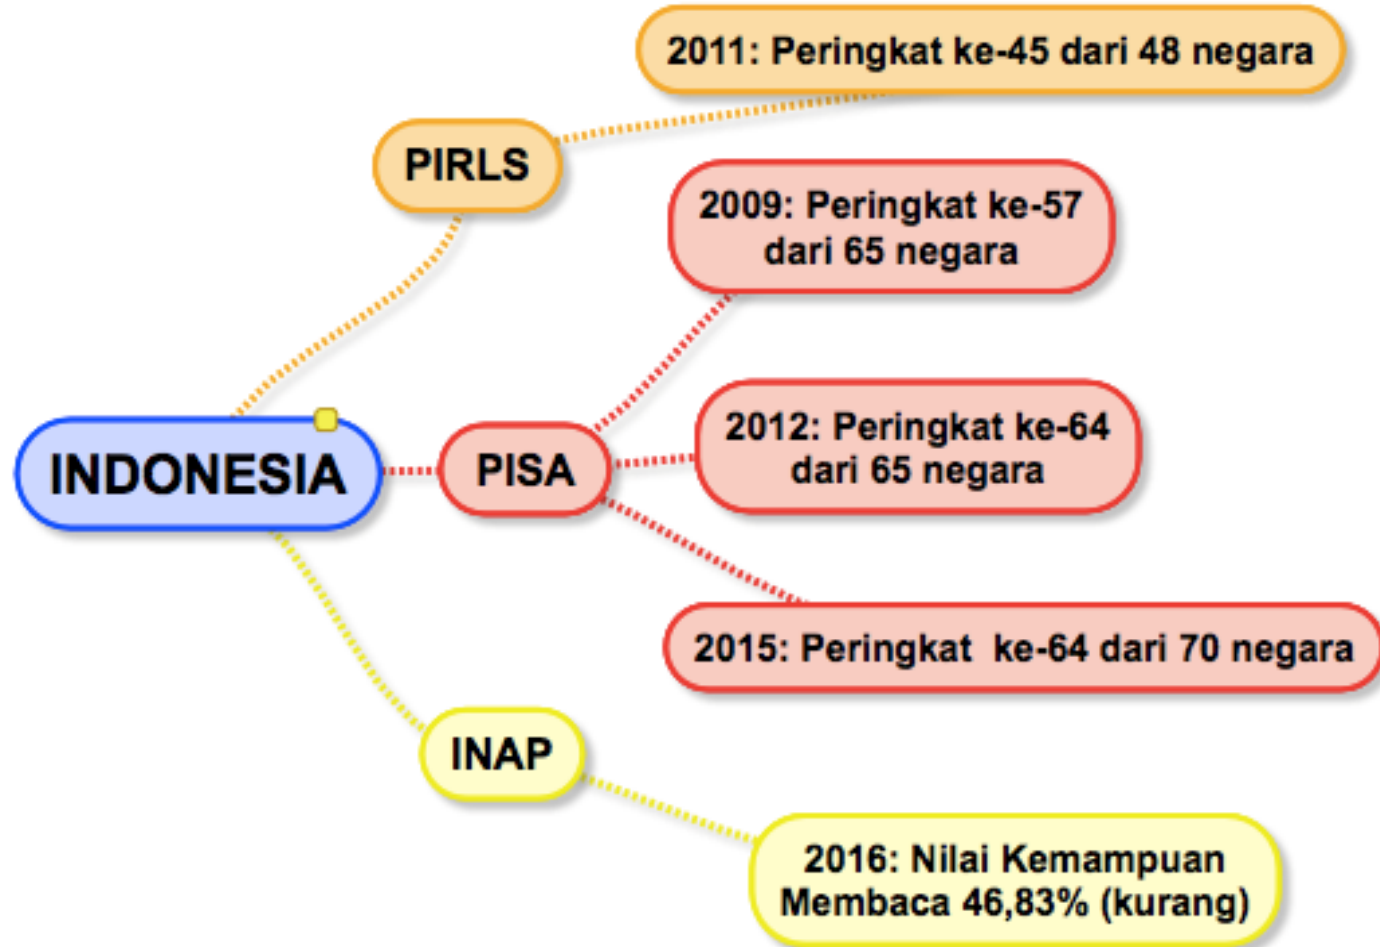 2011: Peringkat ke-45 dari 48 negara
PIRLS
2009: Peringkat ke-57
dari 65 negara
2012: Peringkat ke-64
dari 65 negara
INDONESIA
PISA
2015: Peringkat  ke-64 dari 70 negara
INAP
2016: Nilai Kemampuan
Membaca 46,83% (kurang)